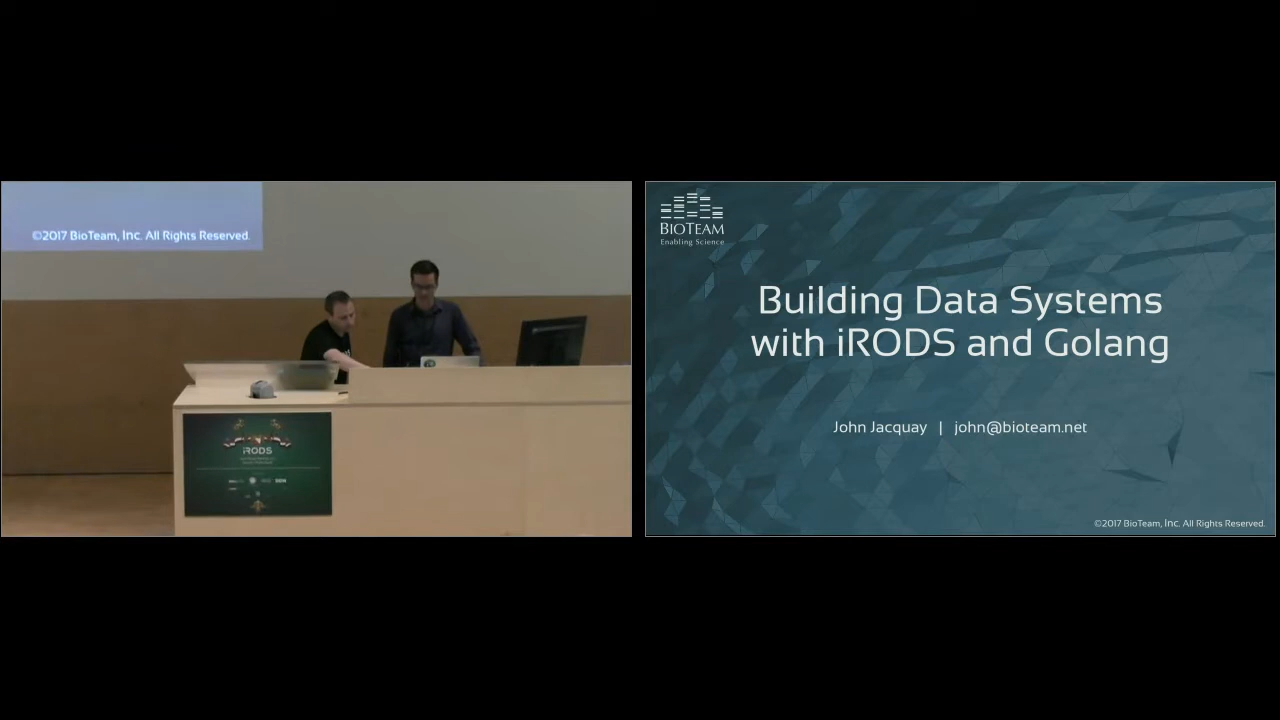 ©2017 BioTeam, Inc. All Rights Reserved.
iRODS
BIOTEAM
Enabling Science
Building Data Systems
with iRODS and Golang
John Jacquay | john@bioteam.net
©2017 BioTeam, Inc. All Rights Reserved.